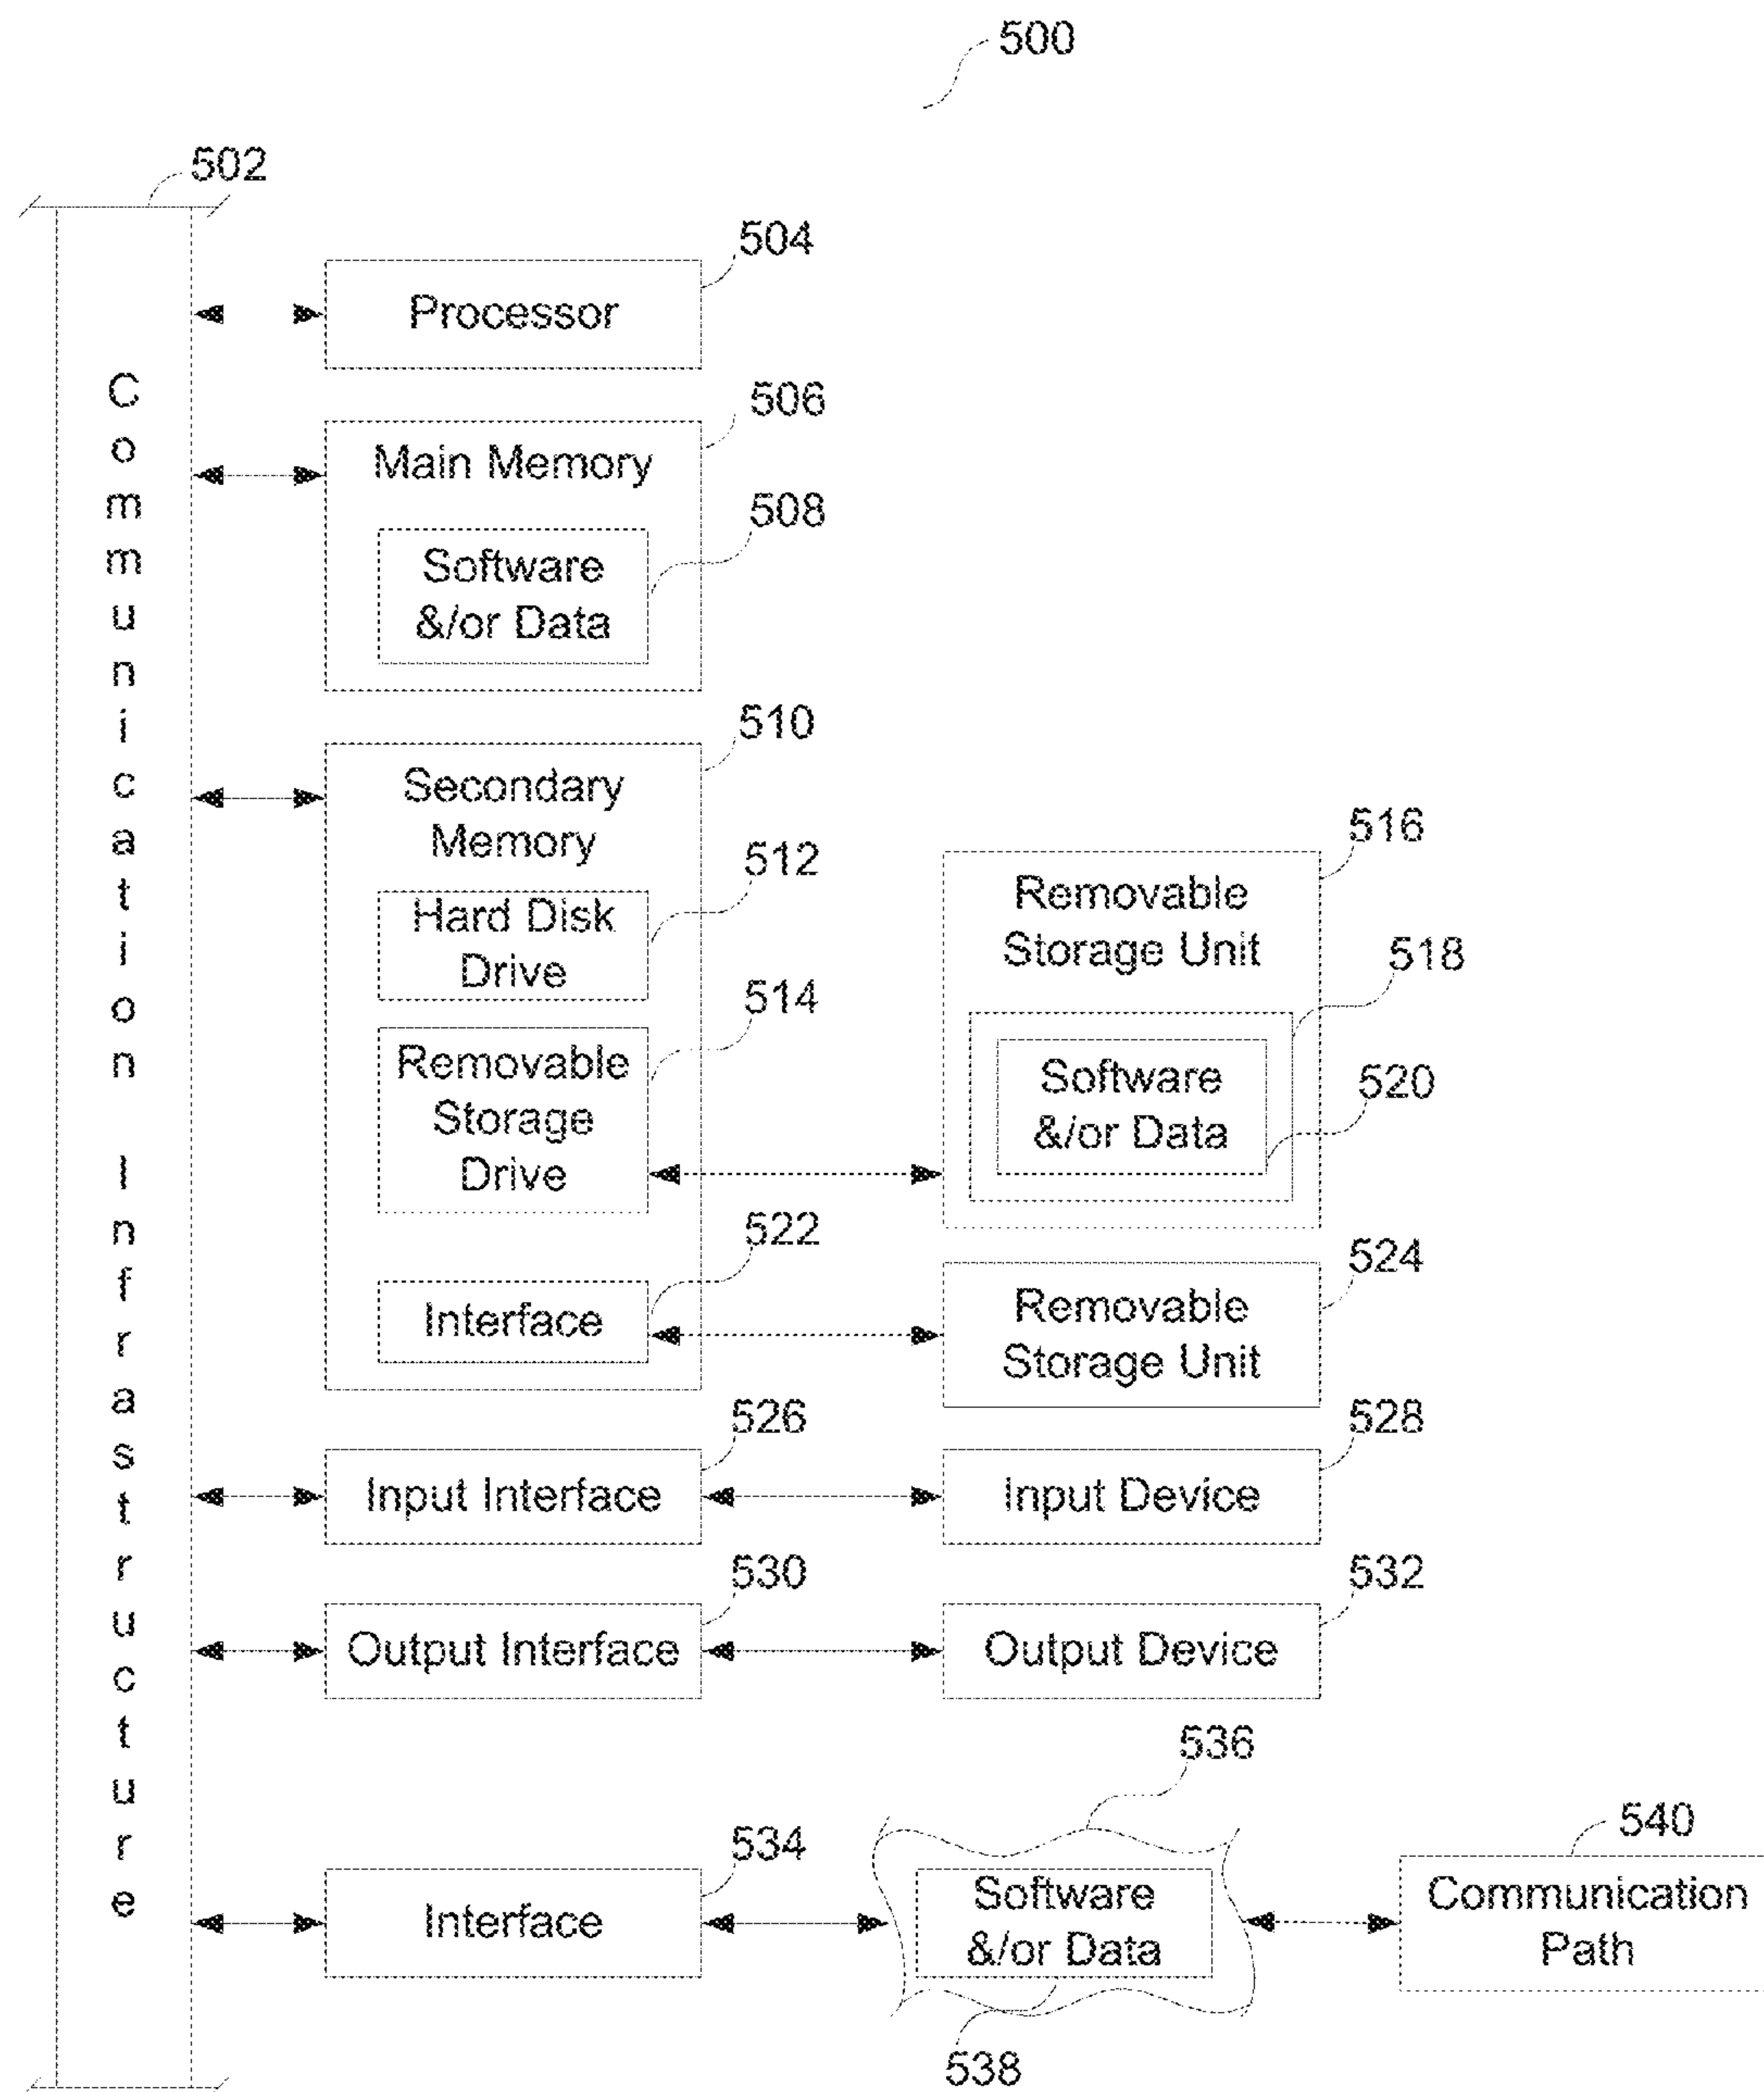 500
502
Communication Infrastructure
504
Processor
506
Main Memory
508
Software
&/or Data
510
Secondary
Memory
512
Hard Disk
Drive
514
Removable
Storage
Drive
516
Removable
Storage Unit
518
Software
&/or Data
520
522
Interface
524
Removable
Storage Unit
526
Input Interface
528
Input Device
530
Output Interface
532
Output Device
534
Interface
536
Software
&/or Data
538
540
Communication
Path